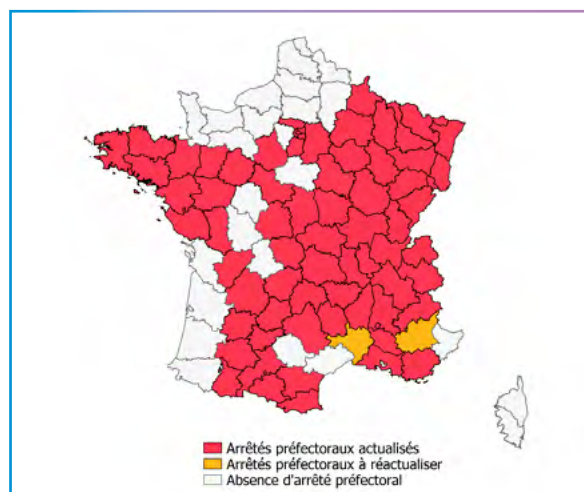 Arrêtés préfectoraux actualisés
Arrêtés préfectoraux à réactualiser
Absence d'arrêté préfectoral